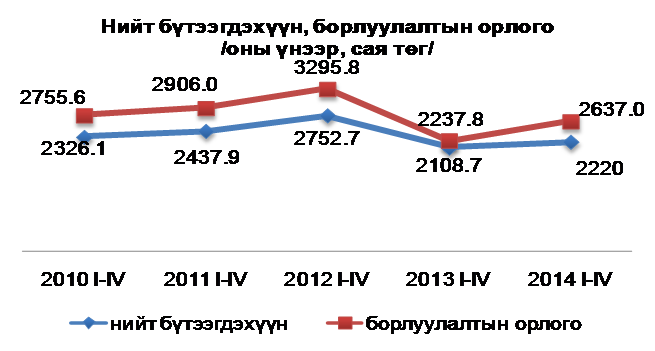 Нийт бүтээгдэхүүн, борлуулалтын орлого
/оны үнээр, сая төг/
3295.8
2906.0
2755.6
2237.8
2637.0
2326.1
2437.9
2752.7
2108.7
2220
2010 I-IV 2011 I-IV 2012 I-IV 2013 I-IV 2014 I-IV
нийт бүтээгдэхүүн борлуулалтын орлого